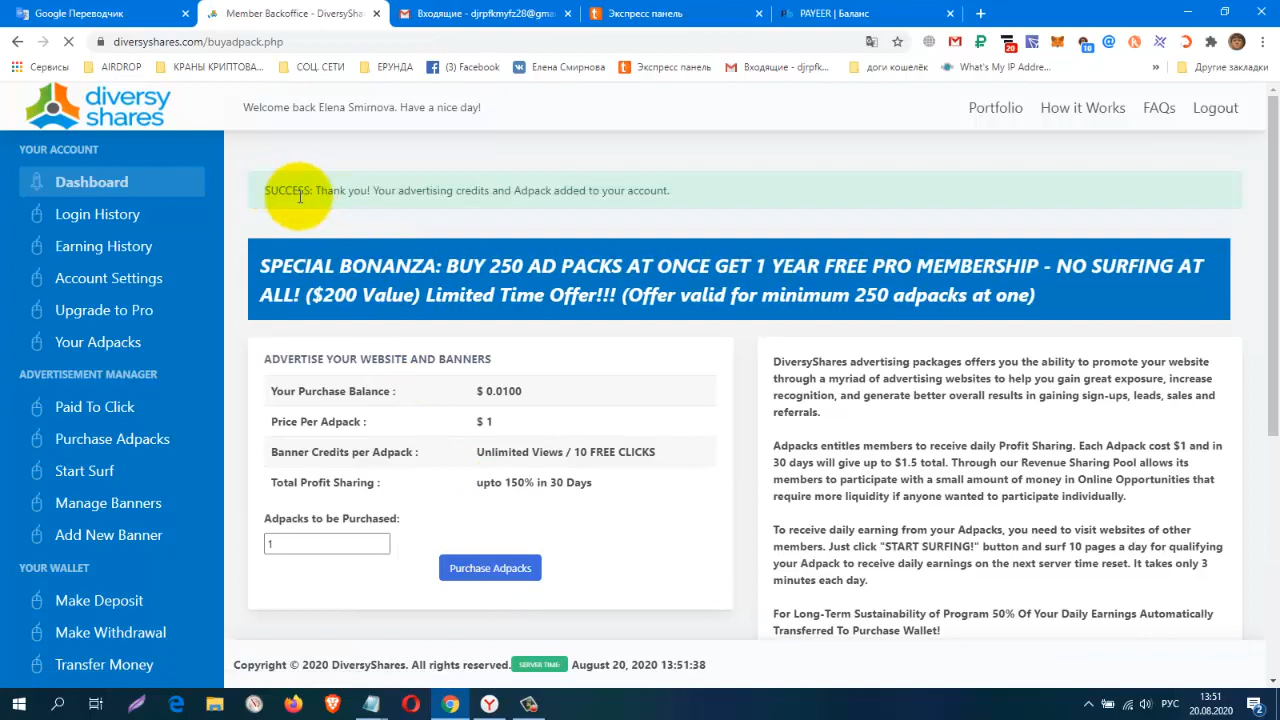 Google Переводчик
Member Backoffice - DiversySha
Входящие - djrpfkmyfz28@gma
Экспресс панель
PAYEER | Баланс
diversyshares.com/buyadpack.php
20
10
Сервисы
AIRDROP
КРАНЫ КРИПТОВА...
СОЦ. СЕТИ
ЕРУНДА
(3) Facebook
Елена Смирнова
Экспресс панель
Входящие - djrpfk...
доги кошелёк
What's My IP Addre...
»
Другие закладки
diversy
shares
Welcome back Elena Smirnova. Have a nice day!
Portfolio
How it Works
FAQs
Logout
YOUR ACCOUNT
Dashboard
Login History
Earning History
Account Settings
Upgrade to Pro
Your Adpacks
ADVERTISEMENT MANAGER
Paid To Click
Purchase Adpacks
Start Surf
Manage Banners
Add New Banner
YOUR WALLET
Make Deposit
Make Withdrawal
Transfer Money
SUCCESS: Thank you! Your advertising credits and Adpack added to your account.
SPECIAL BONANZA: BUY 250 AD PACKS AT ONCE GET 1 YEAR FREE PRO MEMBERSHIP - NO SURFING AT
ALL! ($200 Value) Limited Time Offer!!! (Offer valid for minimum 250 adpacks at one)
ADVERTISE YOUR WEBSITE AND BANNERS
Your Purchase Balance : $ 0.0100
Price Per Adpack : $ 1
Banner Credits per Adpack : Unlimited Views / 10 FREE CLICKS
Total Profit Sharing : upto 150% in 30 Days
Adpacks to be Purchased:
1
Purchase Adpacks
DiversyShares advertising packages offers you the ability to promote your website
through a myriad of advertising websites to help you gain great exposure, increase
recognition, and generate better overall results in gaining sign-ups, leads, sales and
referrals.
Adpacks entitles members to receive daily Profit Sharing. Each Adpack cost $1 and in
30 days will give up to $1.5 total. Through our Revenue Sharing Pool allows its
members to participate with a small amount of money in Online Opportunities that
require more liquidity if anyone wanted to participate individually.
To receive daily earning from your Adpacks, you need to visit websites of other
members. Just click "START SURFING!" button and surf 10 pages a day for qualifying
your Adpack to receive daily earnings on the next server time reset. It takes only 3
minutes each day.
For Long-Term Sustainability of Program 50% Of Your Daily Earnings Automatically
Transferred To Purchase Wallet!
Copyright © 2020 DiversyShares. All rights reserved. SERVER TIME: August 20, 2020 13:51:38
РУС
13:51
20.08.2020
2